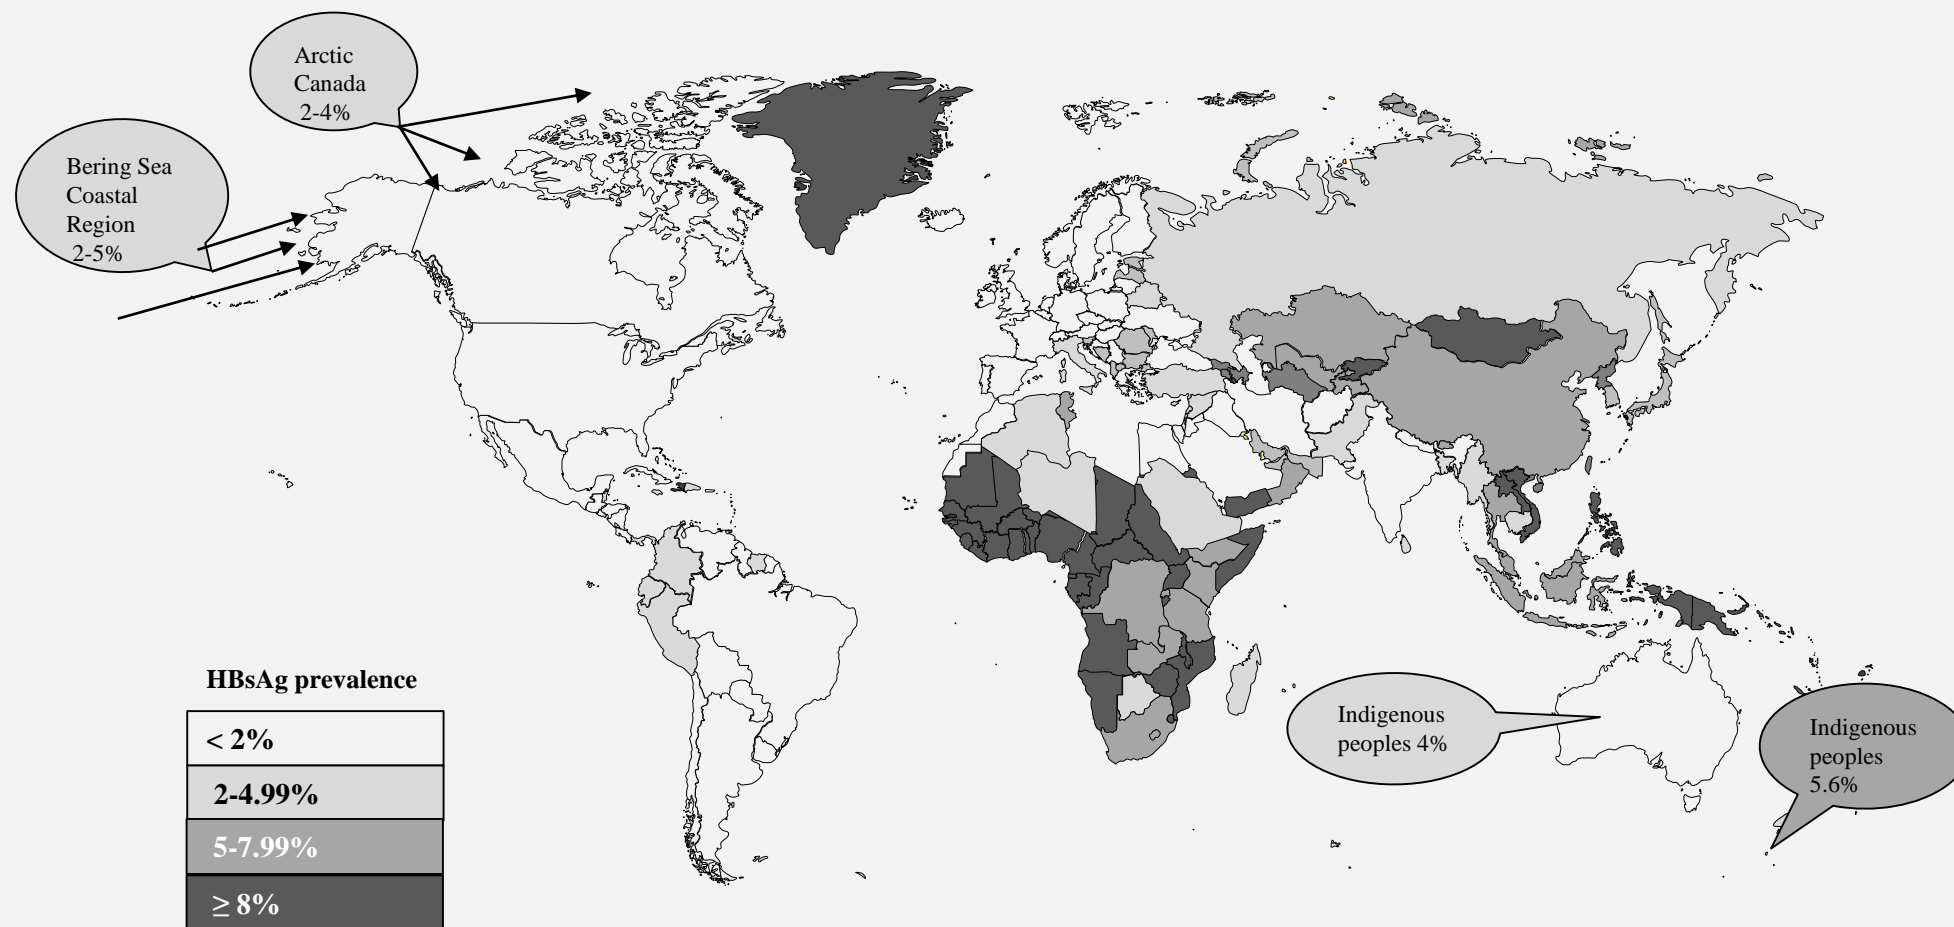 Arctic
Canada
2-4%
Bering Sea
Coastal
Region
2-5%
HBsAg prevalence
< 2%
2-4.99%
5-7.99%
≥ 8%
Indigenous
peoples 4%
Indigenous
peoples
5.6%